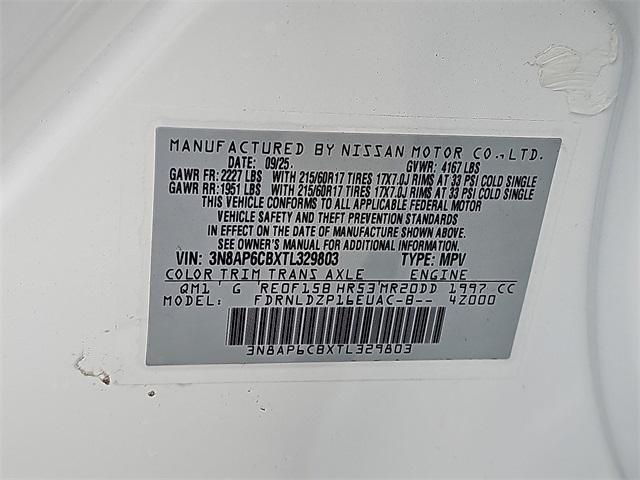 MANUFACTURED BY NISSAN MOTOR CO., LTD.
DATE: 09/25. GVWR: 4167 LBS
GAWR FR: 2227 LBS WITH 215/60R17 TIRES 17X7.0J RIMS AT 33 PSI COLD SINGLE
GAWR RR: 1951 LBS WITH 215/60R17 TIRES 17X7.0J RIMS AT 33 PSI COLD SINGLE
THIS VEHICLE CONFORMS TO ALL APPLICABLE FEDERAL MOTOR
VEHICLE SAFETY AND THEFT PREVENTION STANDARDS
IN EFFECT ON THE DATE OF MANUFACTURE SHOWN ABOVE.
SEE OWNER'S MANUAL FOR ADDITIONAL INFORMATION
VIN: 3N8AP6CBXTL329803 TYPE: MPV
COLOR TRIM TRANS AXLE ENGINE
QM1 G RE0F15B HR53 MR20DD 1997 CC
MODEL: FDRNLDZP16EUAC-B-- 4Z000
3N8AP6CBXTL329803